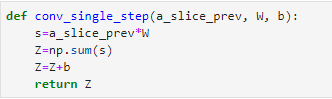 def conv_single_step(a_slice_prev, W, b):
    s=a_slice_prev*W
    Z=np.sum(s)
    Z=Z+b
    return Z